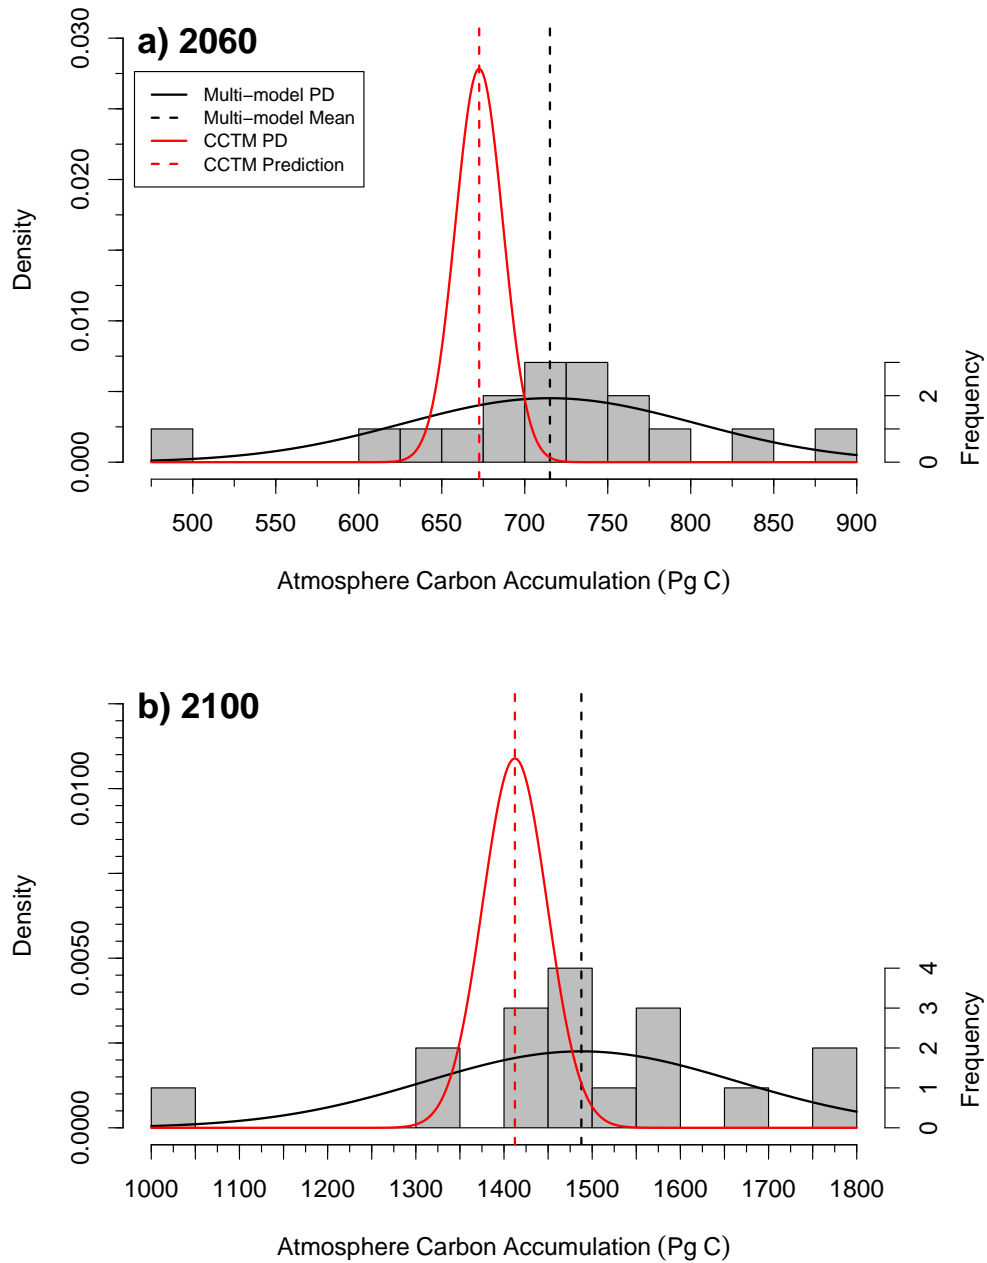 a) 2060
Multi−model PD
Multi−model Mean
CCTM PD
CCTM Prediction
Density
0.000
0.010
0.020
0.030
Frequency
0
2
500 550 600 650 700 750 800 850 900
Atmosphere Carbon Accumulation (Pg C)
b) 2100
Density
0.0000
0.0050
0.0100
Frequency
0
1
2
3
4
1000 1100 1200 1300 1400 1500 1600 1700 1800
Atmosphere Carbon Accumulation (Pg C)